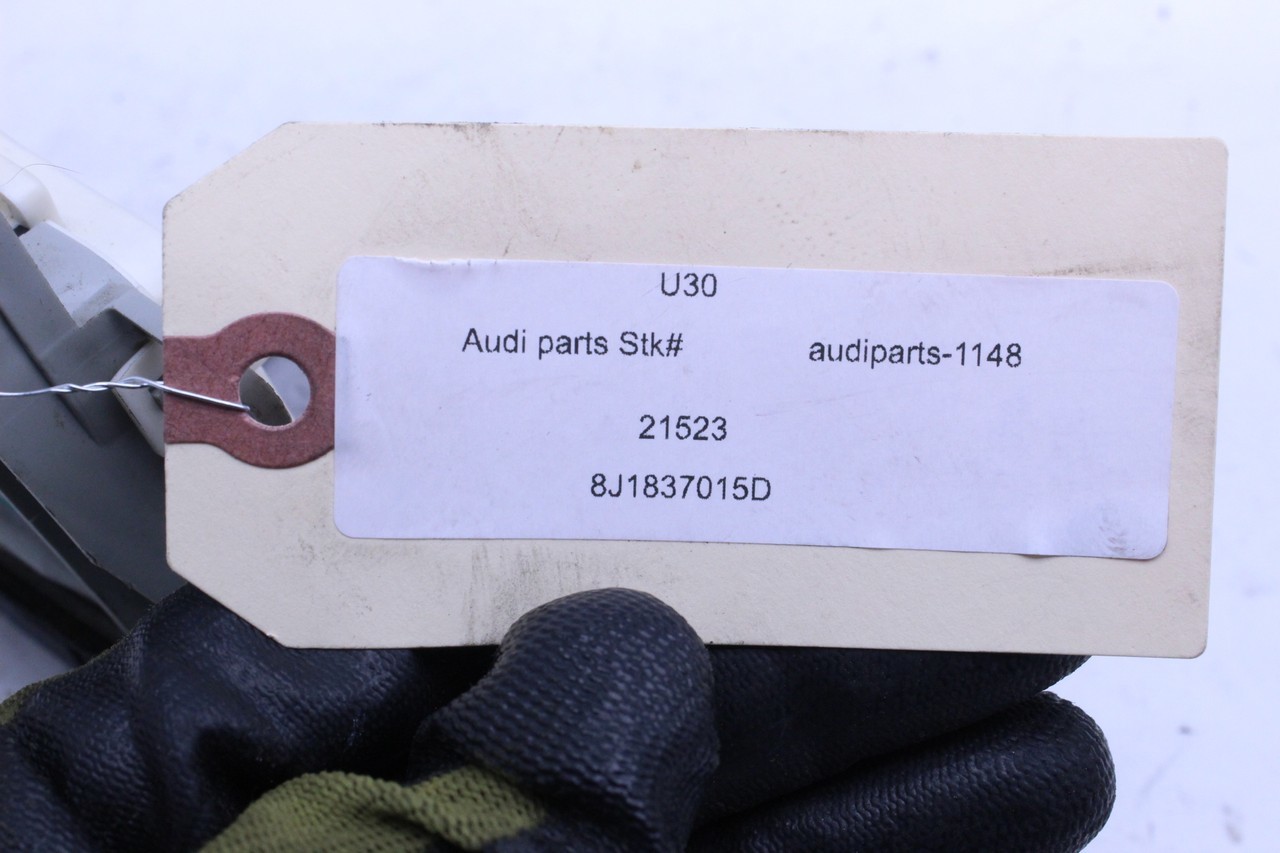 U30
Audi parts Stk# audiparts-1148
21523
8J1837015D